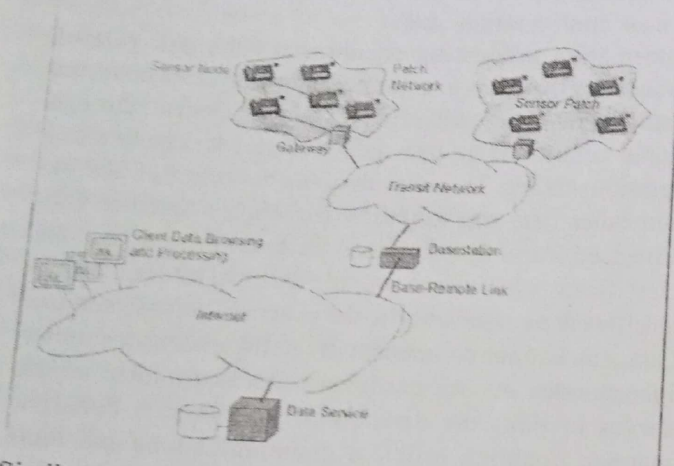 Sensor Node
Patch
Network
Sensor Patch
Gateway
Transit Network
Client Data Browsing
and Processing
Basestation
Base-Remote Link
Internet
Data Service